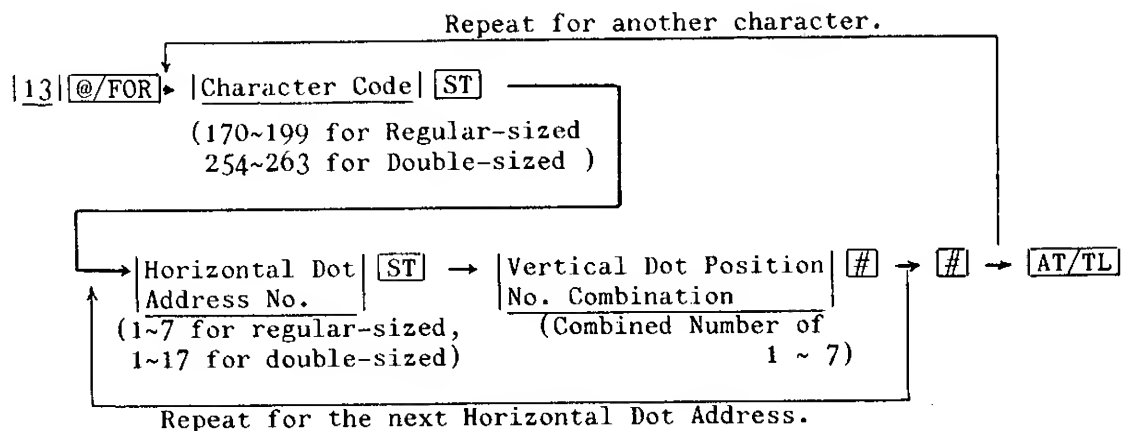 Repeat for another character.
|13| @/FOR |Character Code| ST
(170~199 for Regular-sized
254~263 for Double-sized )
Horizontal Dot ST → Vertical Dot Position # → # → AT/TL
Address No. No. Combination
(1~7 for regular-sized, (Combined Number of
1~17 for double-sized) 1 ~ 7)
Repeat for the next Horizontal Dot Address.